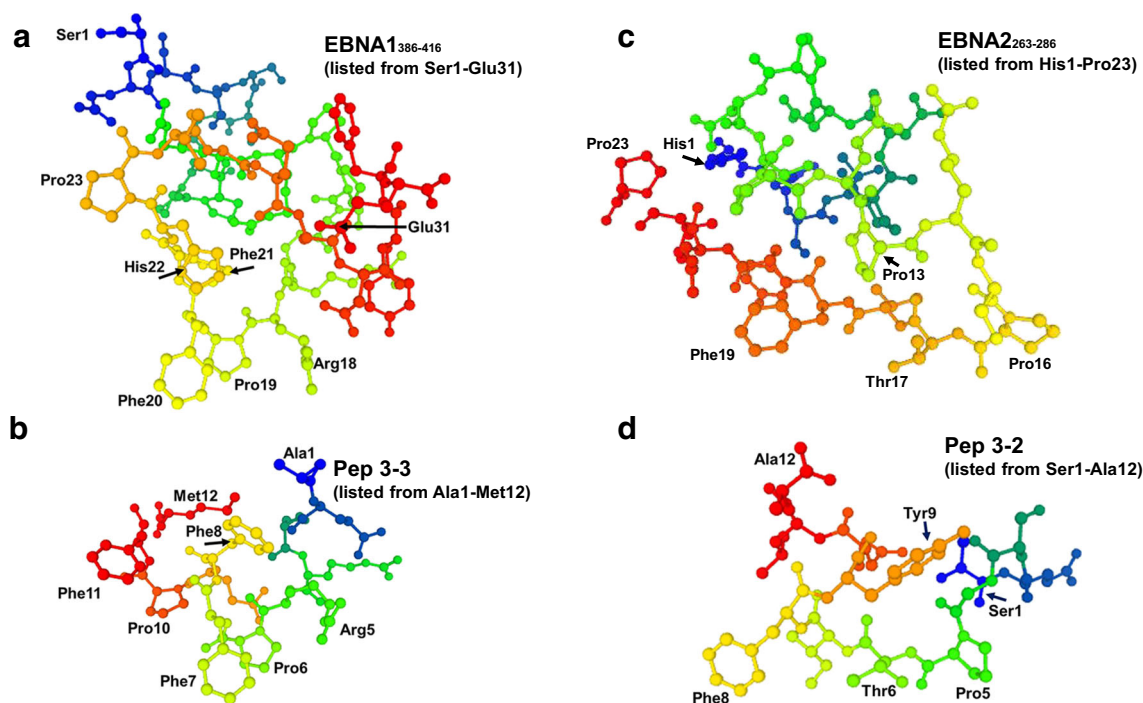 a
Ser1
EBNA1386-416
(listed from Ser1-Glu31)
Pro23
Glu31
Phe21
His22
Arg18
Pro19
Phe20
b
Ala1
Pep 3-3
(listed from Ala1-Met12)
Met12
Phe8
Phe11
Pro10
Arg5
Pro6
Phe7
c
EBNA2263-286
(listed from His1-Pro23)
Pro23
His1
Pro13
Phe19
Pro16
Thr17
d
Pep 3-2
(listed from Ser1-Ala12)
Ala12
Tyr9
Ser1
Thr6
Pro5
Phe8